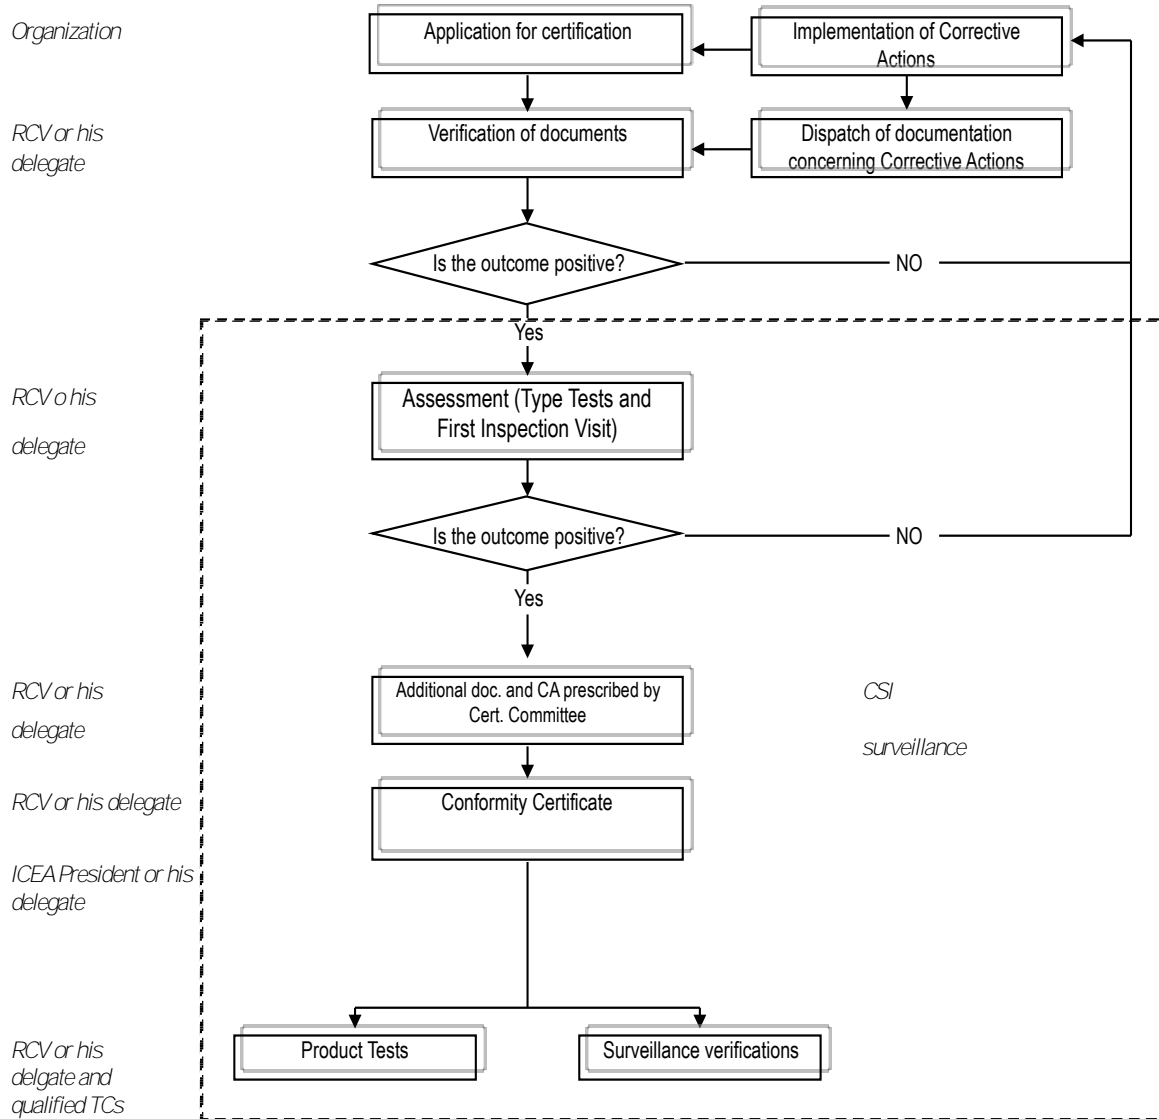 Organization
Application for certification
Implementation of Corrective
Actions
RCV or his
delegate
Verification of documents
Dispatch of documentation
concerning Corrective Actions
Is the outcome positive?
NO
Yes
RCV o his
delegate
Assessment (Type Tests and
First Inspection Visit)
Is the outcome positive?
NO
Yes
RCV or his
delegate
Additional doc. and CA prescribed by
Cert. Committee
CSI
surveillance
RCV or his delegate
Conformity Certificate
ICEA President or his
delegate
RCV or his
delgate and
qualified TCs
Product Tests
Surveillance verifications